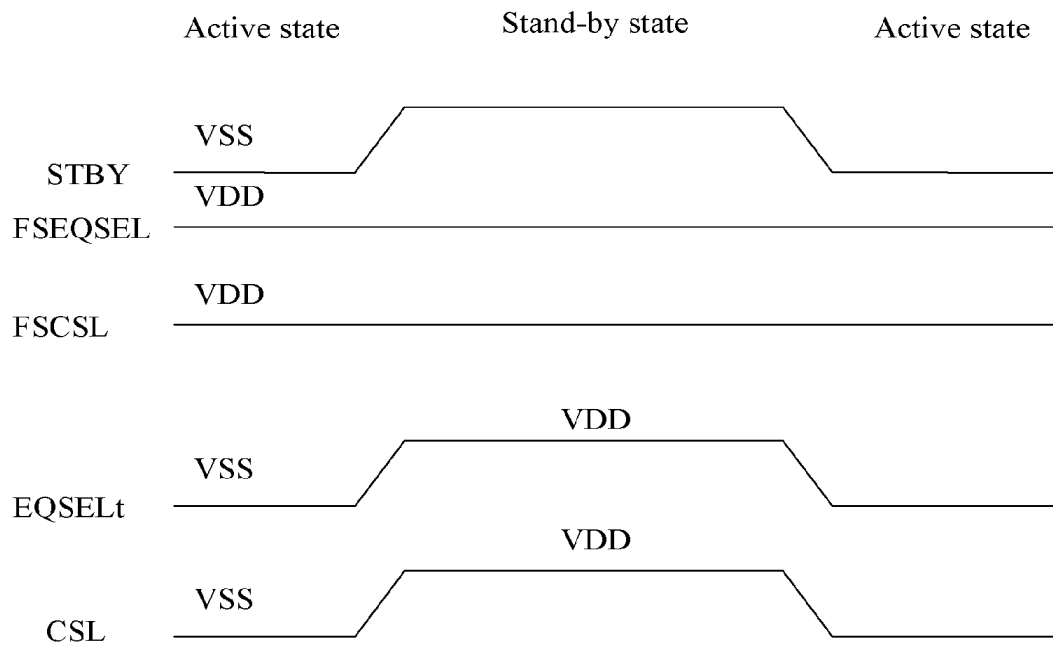 Active state
Stand-by state
Active state
VSS
STBY
VDD
FSEQSEL
VDD
FSCSL
VDD
VSS
EQSELt
VDD
VSS
CSL